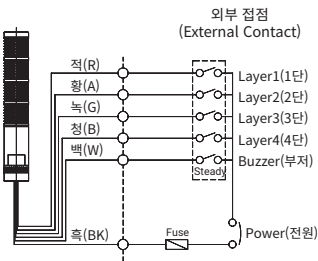 외부 접점
(External Contact)
적(R)
Layer1(1단)
황(A)
Layer2(2단)
녹(G)
Layer3(3단)
청(B)
Layer4(4단)
백(W)
Buzzer(부저)
Steady
흑(BK)
Fuse
Power(전원)